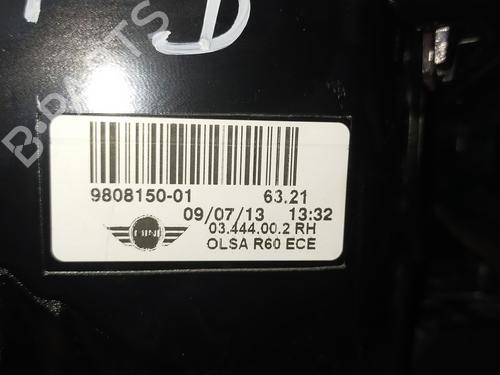 D
B-PARTS
9808150-01 63.21
09/07/13 13:32
MINI
03.444.00.2 RH
OLSA R60 ECE